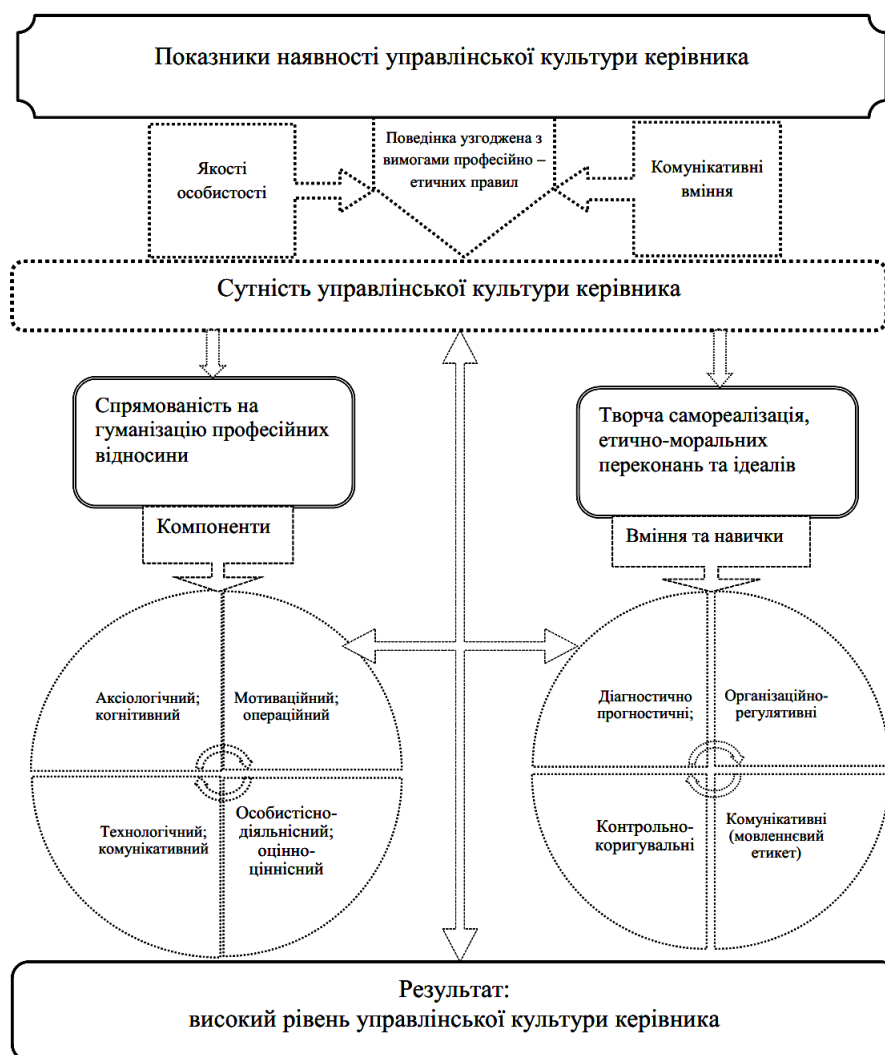 Показники наявності управлінської культури керівника
Якості
особистості
Поведінка узгоджена з
вимогами професійно –
етичних правил
Комунікативні
вміння
Сутність управлінської культури керівника
Спрямованість на
гуманізацію професійних
відносини
Творча самореалізація,
етично-моральних
переконань та ідеалів
Компоненти
Вміння та навички
Аксіологічний;
когнітивний
Мотиваційний;
операційний
Технологічний;
комунікативний
Особистісно-
діяльнісний;
оцінно-
ціннісний
Діагностично
прогностичні;
Організаційно-
регулятивні
Контрольно-
коригувальні
Комунікативні
(мовленнєвий
етикет)
Результат:
високий рівень управлінської культури керівника